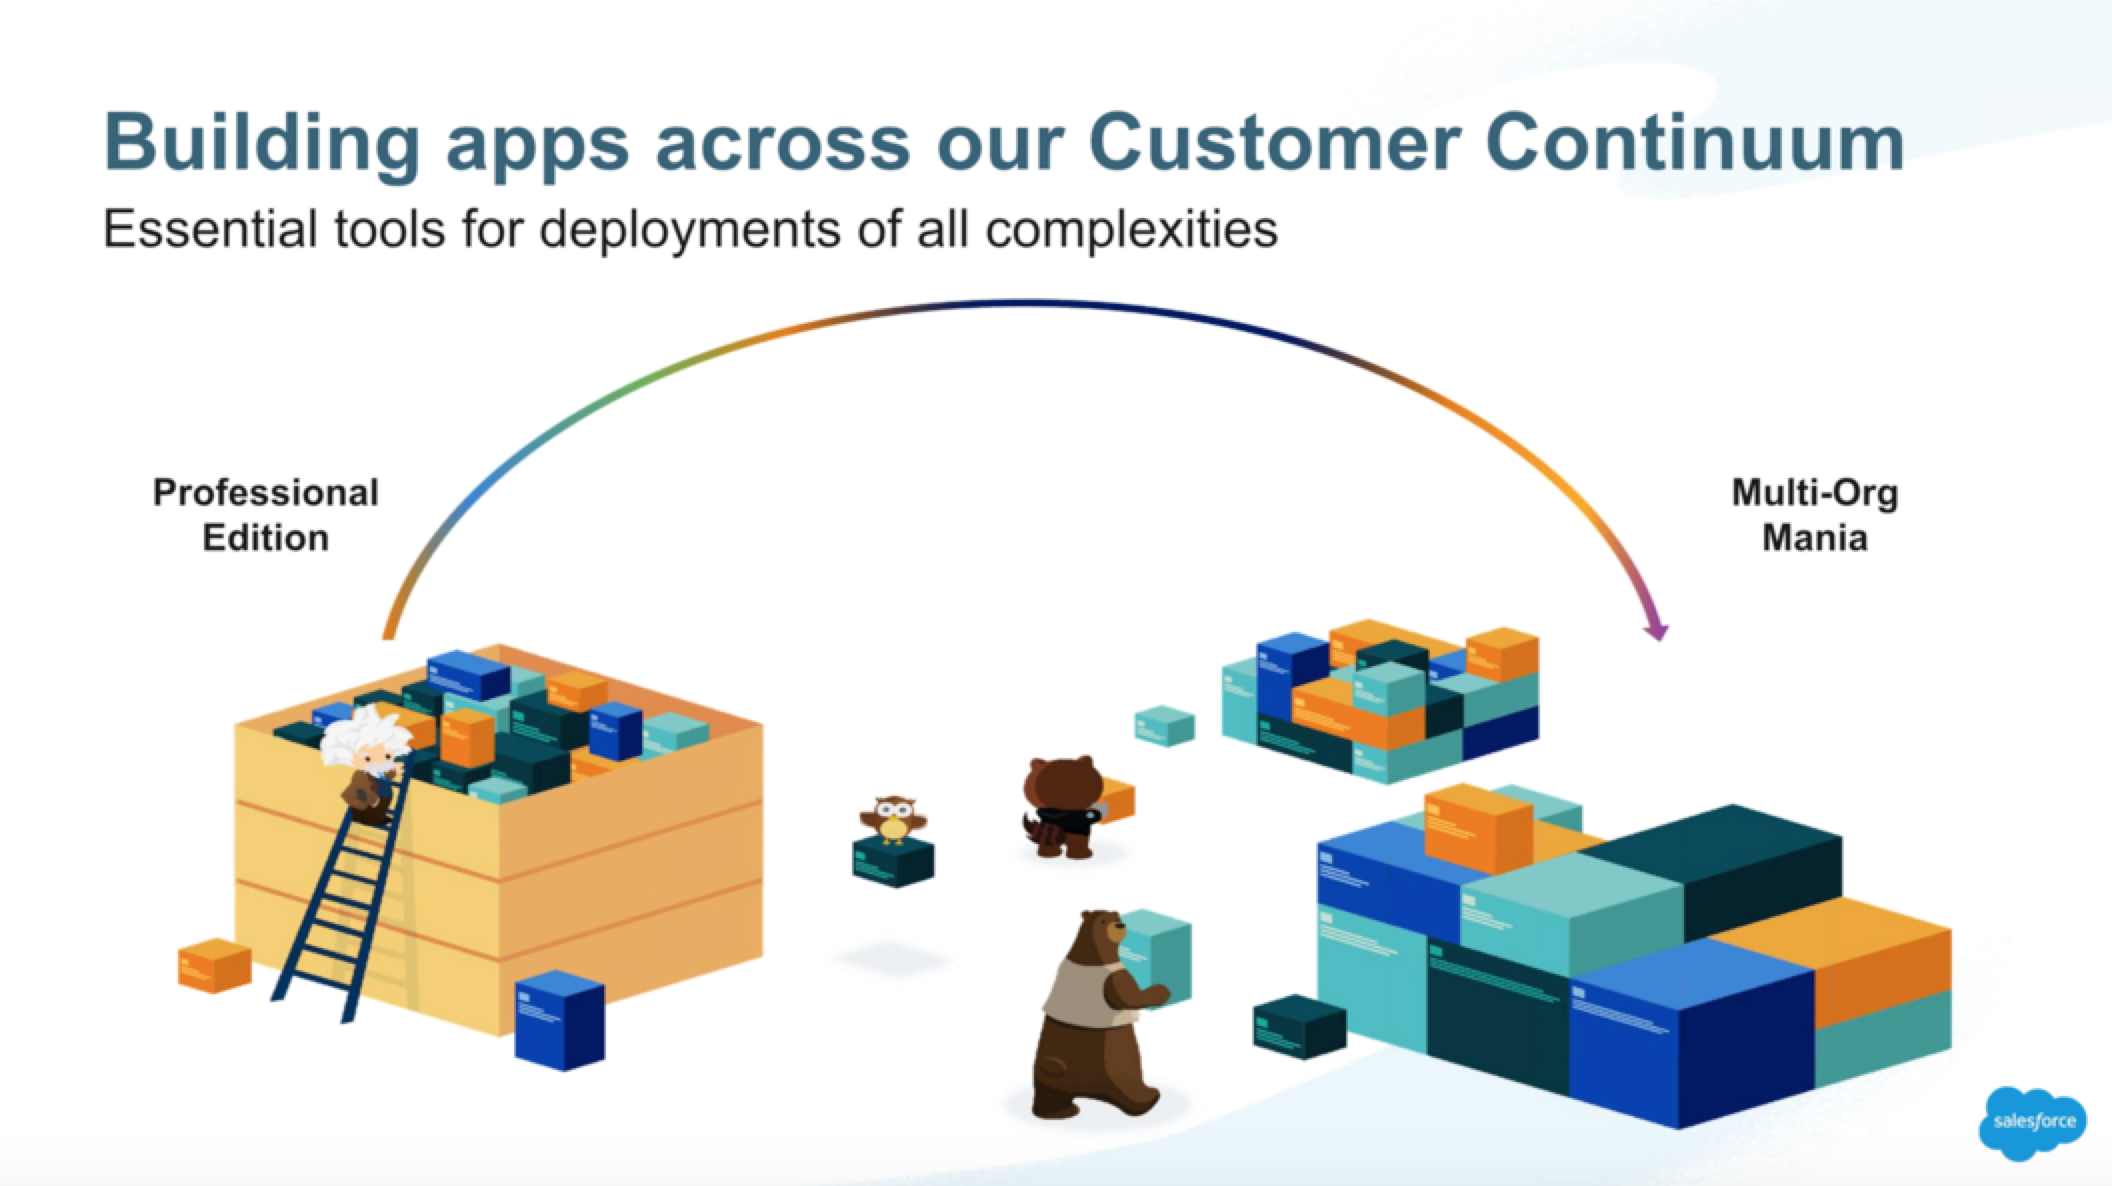 Building apps across our Customer Continuum
Essential tools for deployments of all complexities
Professional
Edition
Multi-Org
Mania
salesforce